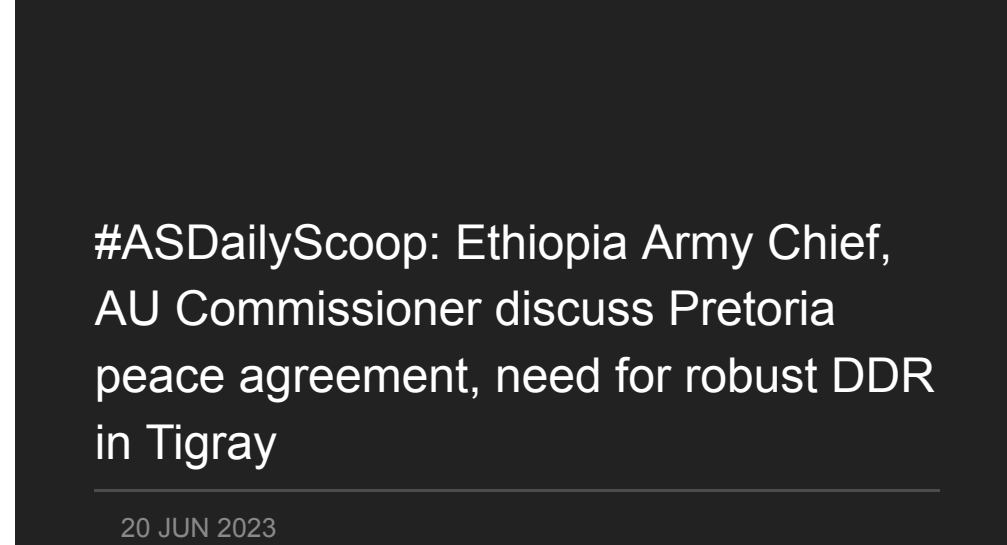 #ASDailyScoop: Ethiopia Army Chief,
AU Commissioner discuss Pretoria
peace agreement, need for robust DDR
in Tigray
20 JUN 2023